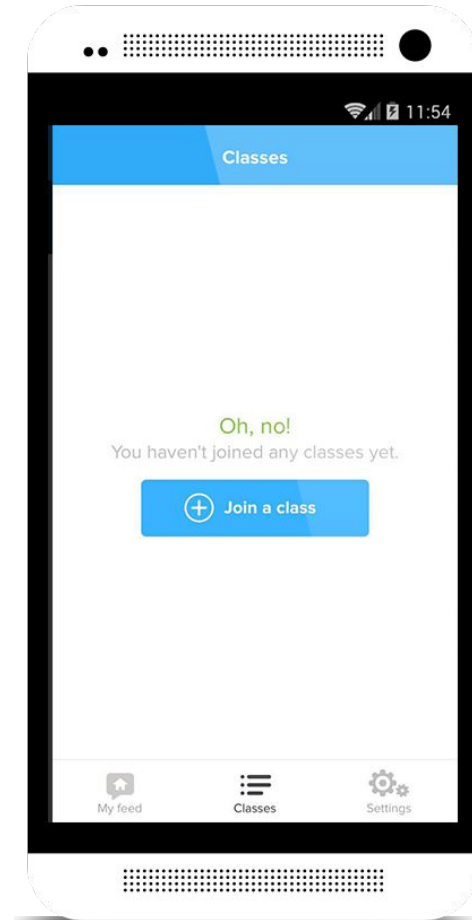 11:54
Classes
Oh, no!
You haven't joined any classes yet.
Join a class
My feed
Classes
Settings